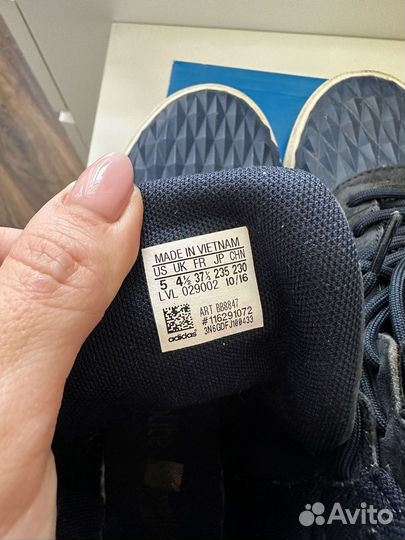 MADE IN VIETNAM
US UK FR JP CHN
5 4½ 37⅓ 235 230
LVL 029002 10/16
ART BB8847
#116291072
3N6GDFJ100433
adidas
Avito